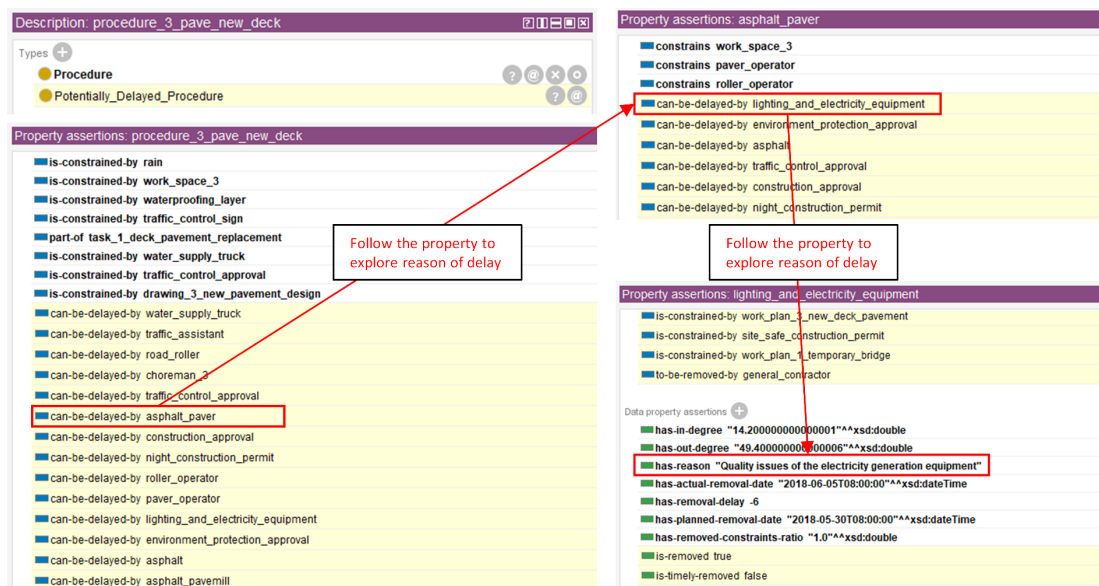 Description: procedure_3_pave_new_deck
Types
Procedure
Potentially_Delayed_Procedure
Property assertions: procedure_3_pave_new_deck
is-constrained-by rain
is-constrained-by work_space_3
is-constrained-by waterproofing_layer
is-constrained-by traffic_control_sign
part-of task_1_deck_pavement_replacement
is-constrained-by water_supply_truck
is-constrained-by traffic_control_approval
is-constrained-by drawing_3_new_pavement_design
can-be-delayed-by water_supply_truck
can-be-delayed-by traffic_assistant
can-be-delayed-by road_roller
can-be-delayed-by choreman_3
can-be-delayed-by traffic_control_approval
can-be-delayed-by asphalt_paver
can-be-delayed-by construction_approval
can-be-delayed-by night_construction_permit
can-be-delayed-by roller_operator
can-be-delayed-by paver_operator
can-be-delayed-by lighting_and_electricity_equipment
can-be-delayed-by environment_protection_approval
can-be-delayed-by asphalt
can-be-delayed-by asphalt_pavemill
Follow the property to
explore reason of delay
Property assertions: asphalt_paver
constrains work_space_3
constrains paver_operator
constrains roller_operator
can-be-delayed-by lighting_and_electricity_equipment
can-be-delayed-by environment_protection_approval
can-be-delayed-by asphalt
can-be-delayed-by traffic_control_approval
can-be-delayed-by construction_approval
can-be-delayed-by night_construction_permit
Follow the property to
explore reason of delay
Property assertions: lighting_and_electricity_equipment
is-constrained-by work_plan_3_new_deck_pavement
is-constrained-by site_safe_construction_permit
is-constrained-by work_plan_1_temporary_bridge
to-be-removed-by general_contractor
Data property assertions
has-in-degree "14.200000000000001"^^xsd:double
has-out-degree "49.400000000000006"^^xsd:double
has-reason "Quality issues of the electricity generation equipment"
has-actual-removal-date "2018-06-05T08:00:00"^^xsd:dateTime
has-removal-delay -6
has-planned-removal-date "2018-05-30T08:00:00"^^xsd:dateTime
has-removed-constraints-ratio "1.0"^^xsd:double
is-removed true
is-timely-removed false